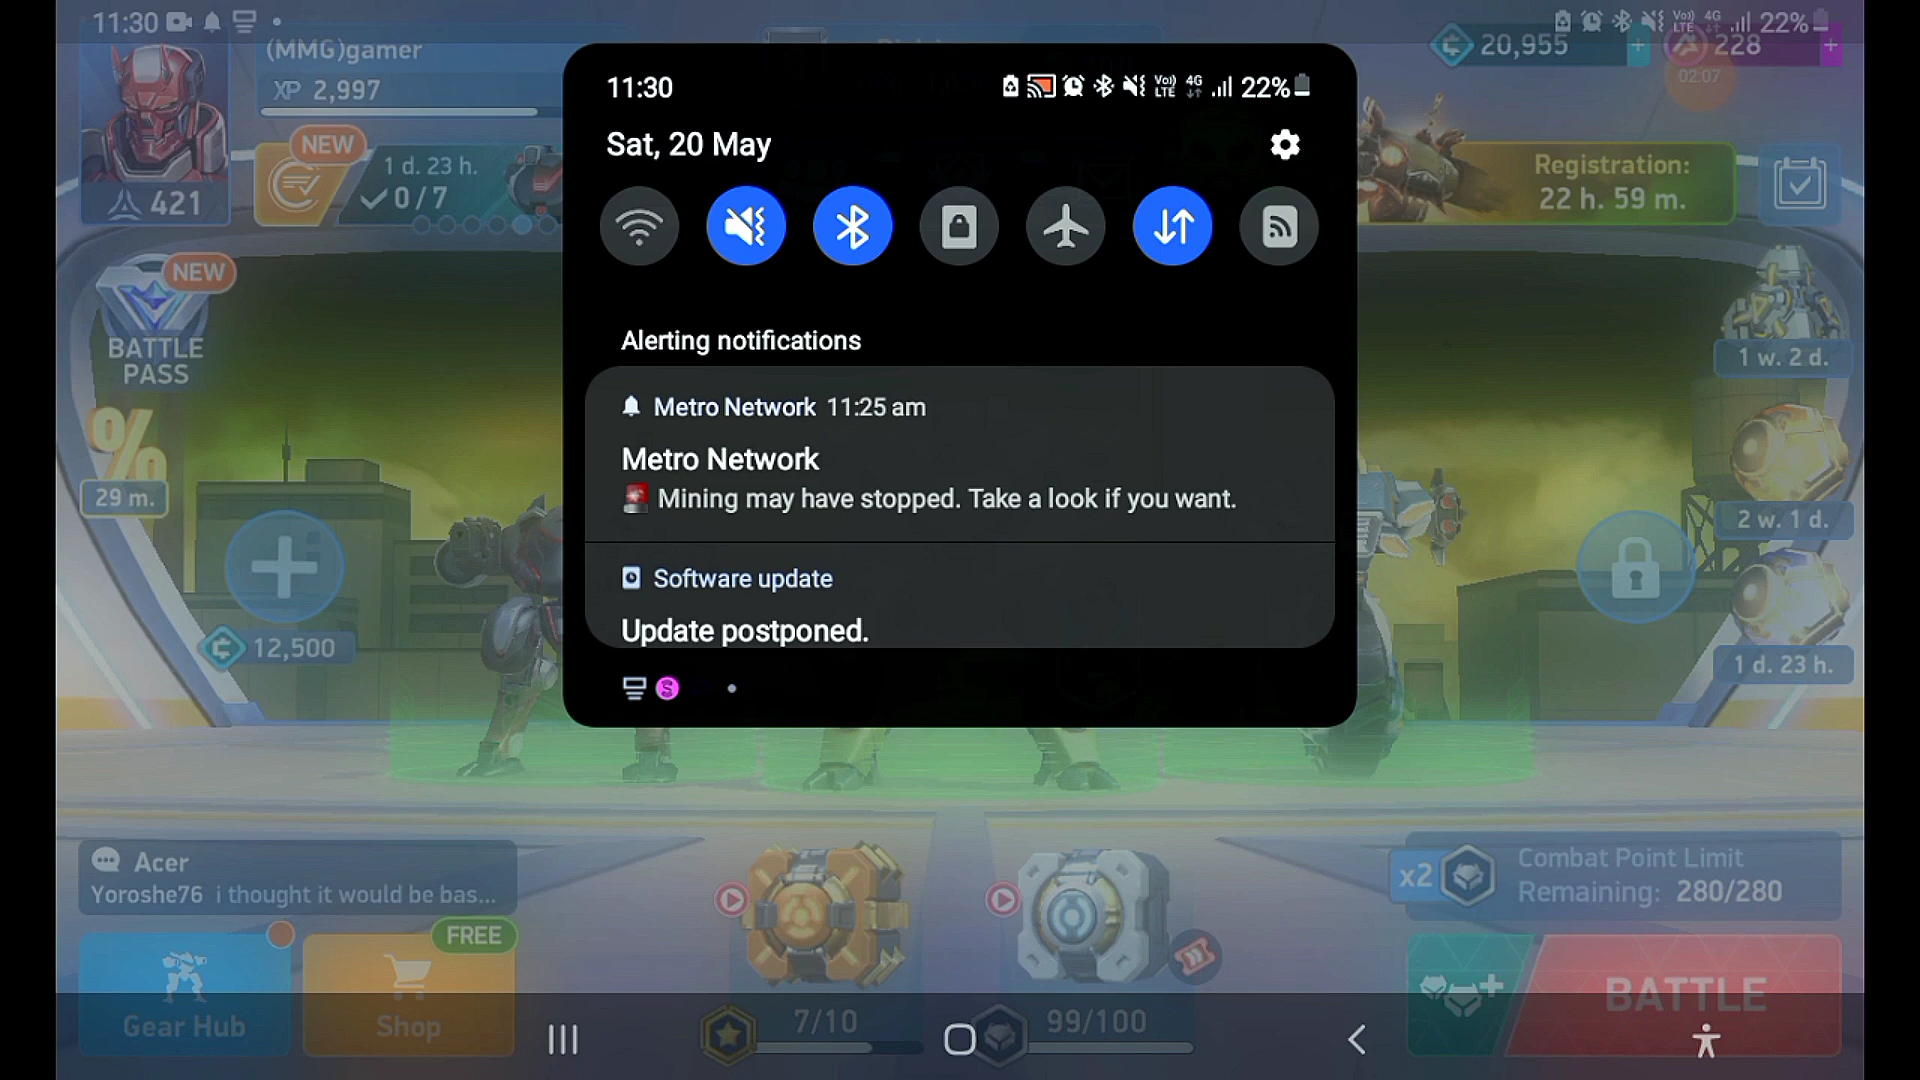 11:30
22%
(MMG)gamer
XP 2,997
NEW
1 d. 23 h.
0/7
421
20,955
228
02:07
Registration:
22 h. 59 m.
11:30
Vo))
LTE
4G
22%
Sat, 20 May
NEW
BATTLE
PASS
%
29 m.
12,500
Alerting notifications
Metro Network 11:25 am
Metro Network
🚨 Mining may have stopped. Take a look if you want.
Software update
Update postponed.
S
1 w. 2 d.
2 w. 1 d.
1 d. 23 h.
Acer
Yoroshe76 i thought it would be bas...
FREE
Gear Hub
Shop
7/10
99/100
x2
Combat Point Limit
Remaining: 280/280
BATTLE